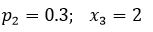 p₂ = 0.3;   x₃ = 2